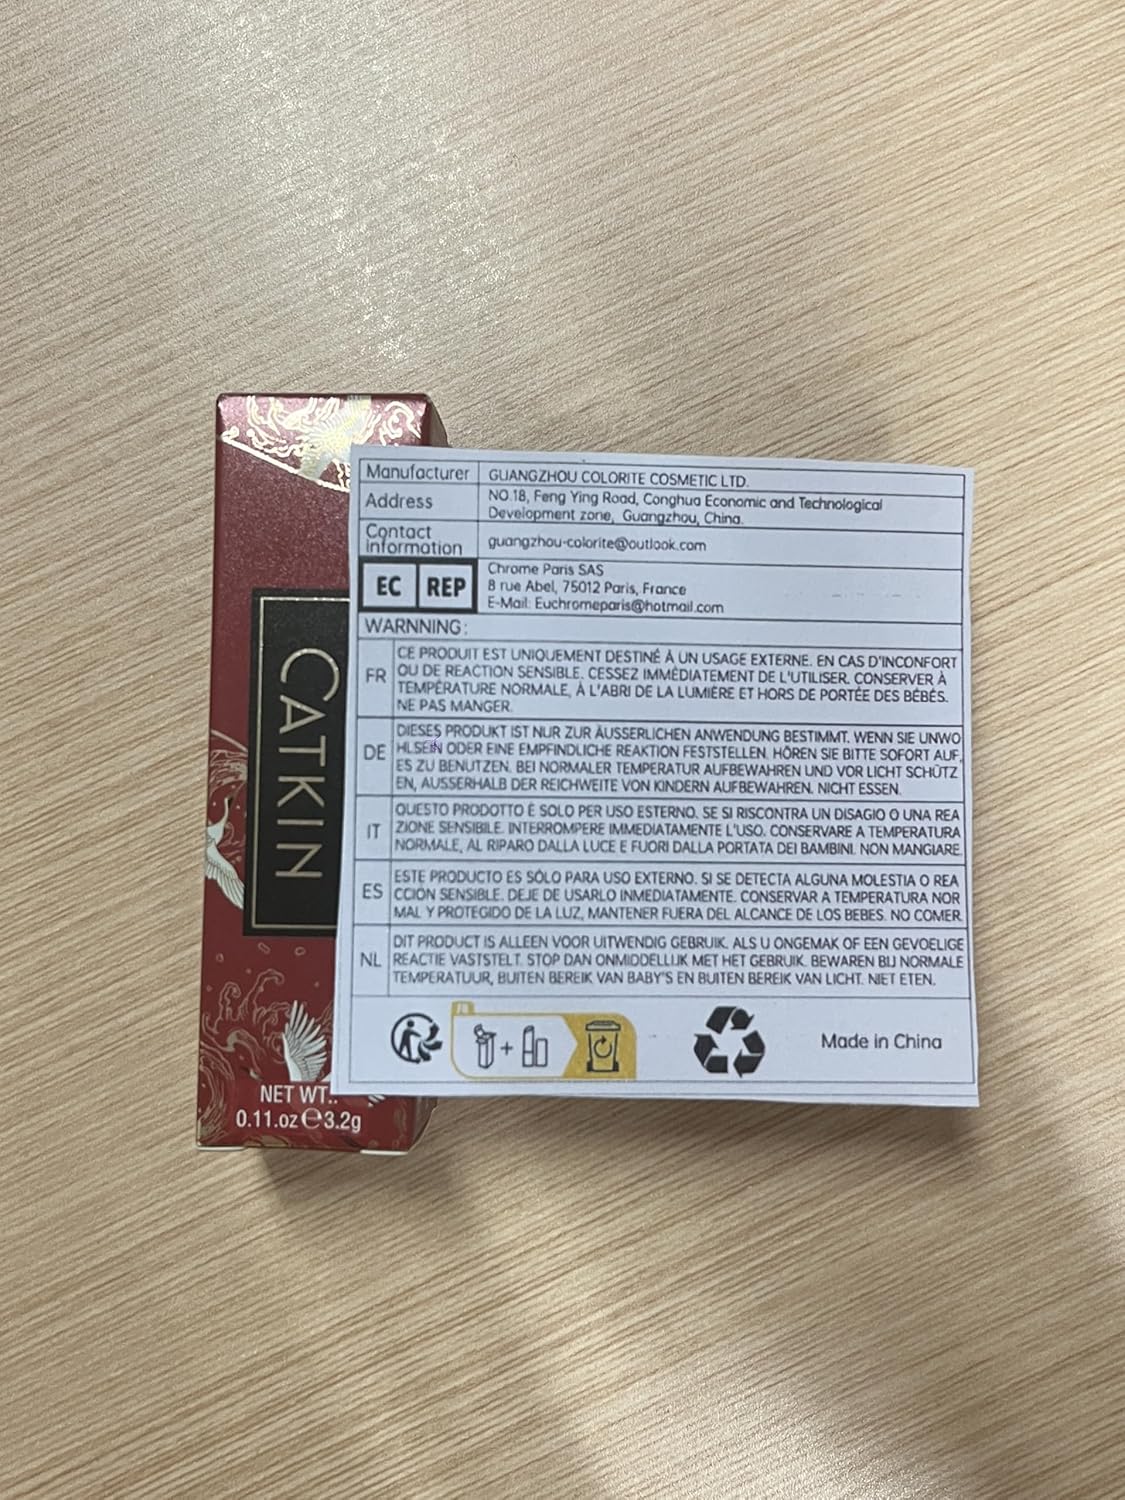 CATKIN
NET WT.:
0.11.oz℮3.2g
Manufacturer GUANGZHOU COLORITE COSMETIC LTD.
Address NO.18, Feng Ying Road, Conghua Economic and Technological
Development zone, Guangzhou, China.
Contact
information guangzhou-colorite@outlook.com
EC REP Chrome Paris SAS
8 rue Abel, 75012 Paris, France
E-Mail: Euchromeparis@hotmail.com
WARNNING:
FR CE PRODUIT EST UNIQUEMENT DESTINÉ À UN USAGE EXTERNE. EN CAS D'INCONFORT
OU DE REACTION SENSIBLE. CESSEZ IMMÉDIATEMENT DE L'UTILISER. CONSERVER À
TEMPÉRATURE NORMALE, À L'ABRI DE LA LUMIÈRE ET HORS DE PORTÉE DES BÉBÉS.
NE PAS MANGER.
DE DIESES PRODUKT IST NUR ZUR ÄUSSERLICHEN ANWENDUNG BESTIMMT. WENN SIE UNWO
HLSEIN ODER EINE EMPFINDLICHE REAKTION FESTSTELLEN. HÖREN SIE BITTE SOFORT AUF,
ES ZU BENUTZEN. BEI NORMALER TEMPERATUR AUFBEWAHREN UND VOR LICHT SCHÜTZ
EN, AUSSERHALB DER REICHWEITE VON KINDERN AUFBEWAHREN. NICHT ESSEN.
IT QUESTO PRODOTTO È SOLO PER USO ESTERNO. SE SI RISCONTRA UN DISAGIO O UNA REA
ZIONE SENSIBILE. INTERROMPERE IMMEDIATAMENTE L'USO. CONSERVARE A TEMPERATURA
NORMALE, AL RIPARO DALLA LUCE E FUORI DALLA PORTATA DEI BAMBINI. NON MANGIARE.
ES ESTE PRODUCTO ES SÓLO PARA USO EXTERNO. SI SE DETECTA ALGUNA MOLESTIA O REA
CCIÓN SENSIBLE. DEJE DE USARLO INMEDIATAMENTE. CONSERVAR A TEMPERATURA NOR
MAL Y PROTEGIDO DE LA LUZ, MANTENER FUERA DEL ALCANCE DE LOS BEBES. NO COMER.
NL DIT PRODUCT IS ALLEEN VOOR UITWENDIG GEBRUIK. ALS U ONGEMAK OF EEN GEVOELIGE
REACTIE VASTSTELT. STOP DAN ONMIDDELLIJK MET HET GEBRUIK. BEWAREN BIJ NORMALE
TEMPERATUUR, BUITEN BEREIK VAN BABY'S EN BUITEN BEREIK VAN LICHT. NIET ETEN.
FR
Made in China